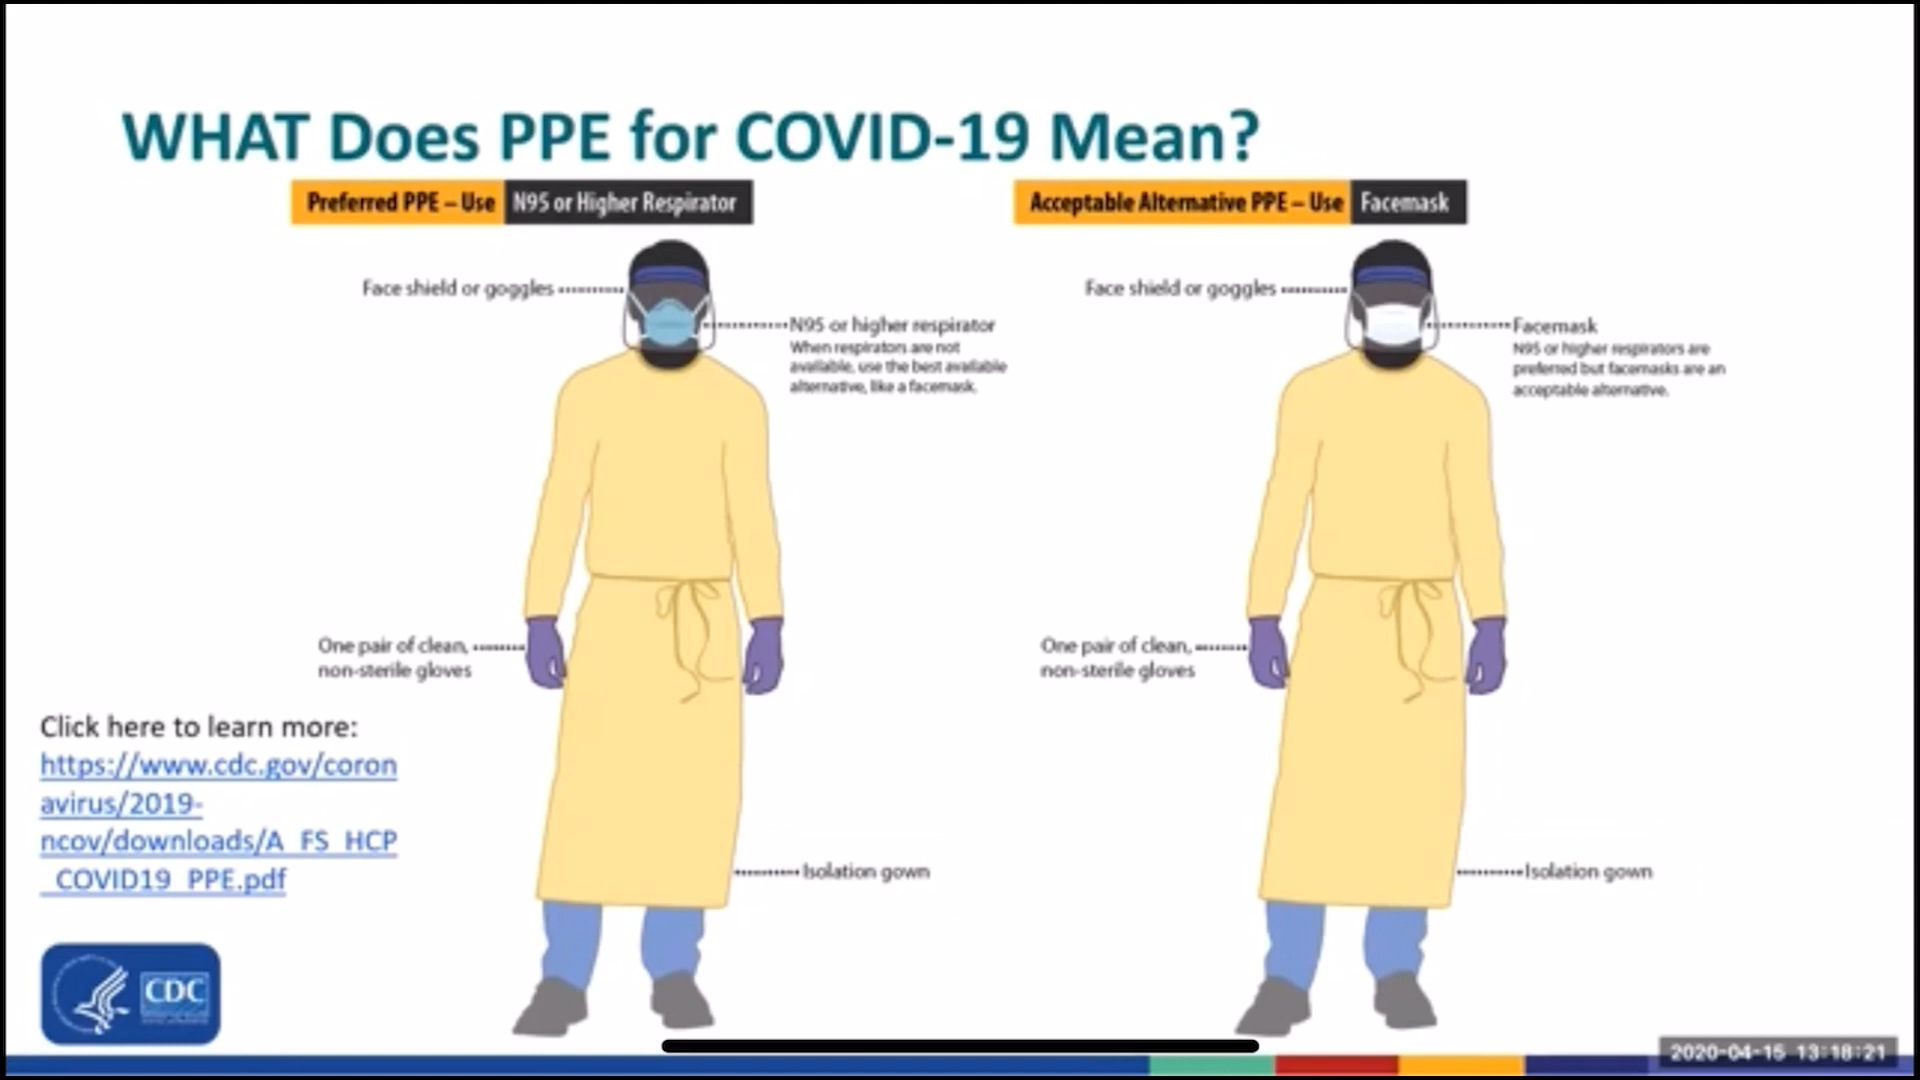 WHAT Does PPE for COVID-19 Mean?
Preferred PPE – Use N95 or Higher Respirator
Face shield or goggles
N95 or higher respirator
When respirators are not
available, use the best available
alternative, like a facemask.
One pair of clean,
non-sterile gloves
Isolation gown
Acceptable Alternative PPE – Use Facemask
Face shield or goggles
Facemask
N95 or higher respirators are
preferred but facemasks are an
acceptable alternative.
One pair of clean,
non-sterile gloves
Isolation gown
Click here to learn more:
https://www.cdc.gov/coron
avirus/2019-
ncov/downloads/A_FS_HCP
_COVID19_PPE.pdf
CDC
2020-04-15 13:18:21